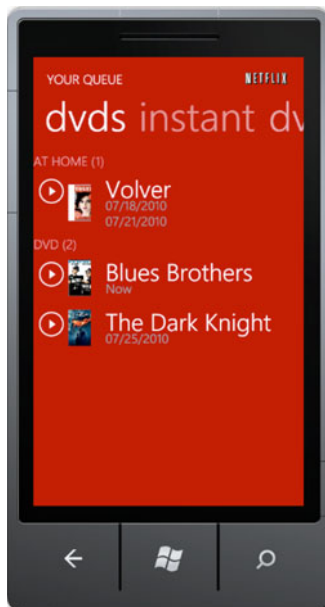 YOUR QUEUE NETFLIX
dvds instant dv
AT HOME (1)
Volver
07/18/2010
07/21/2010
DVD (2)
Blues Brothers
Now
The Dark Knight
07/25/2010